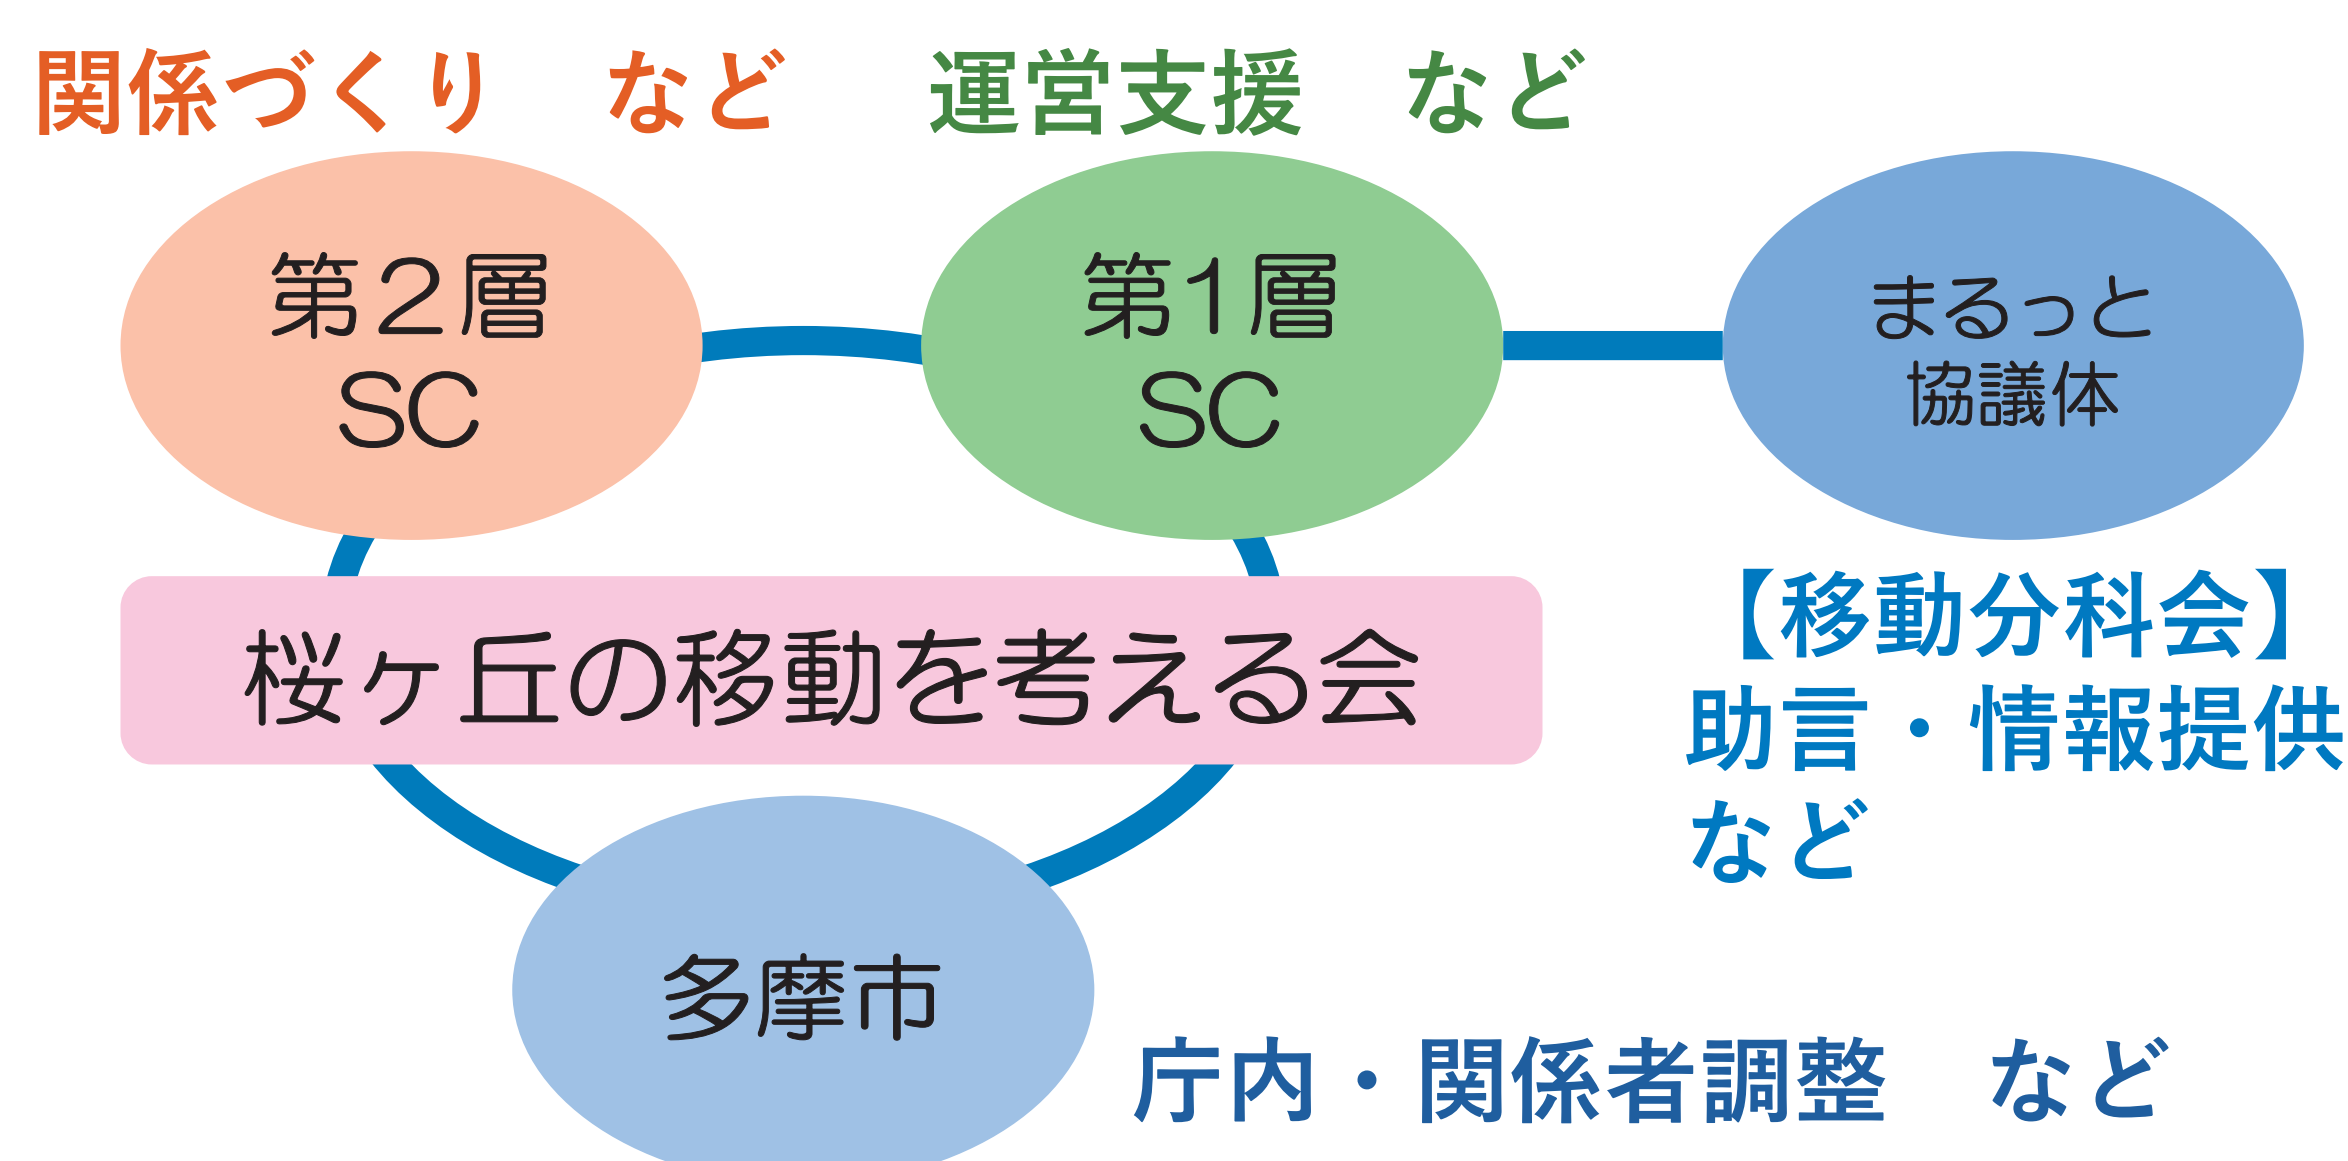 関係づくり　など
運営支援　など
第２層
SC
第1層
SC
まるっと
協議体
桜ヶ丘の移動を考える会
【移動分科会】
助言・情報提供
など
多摩市
庁内・関係者調整　など